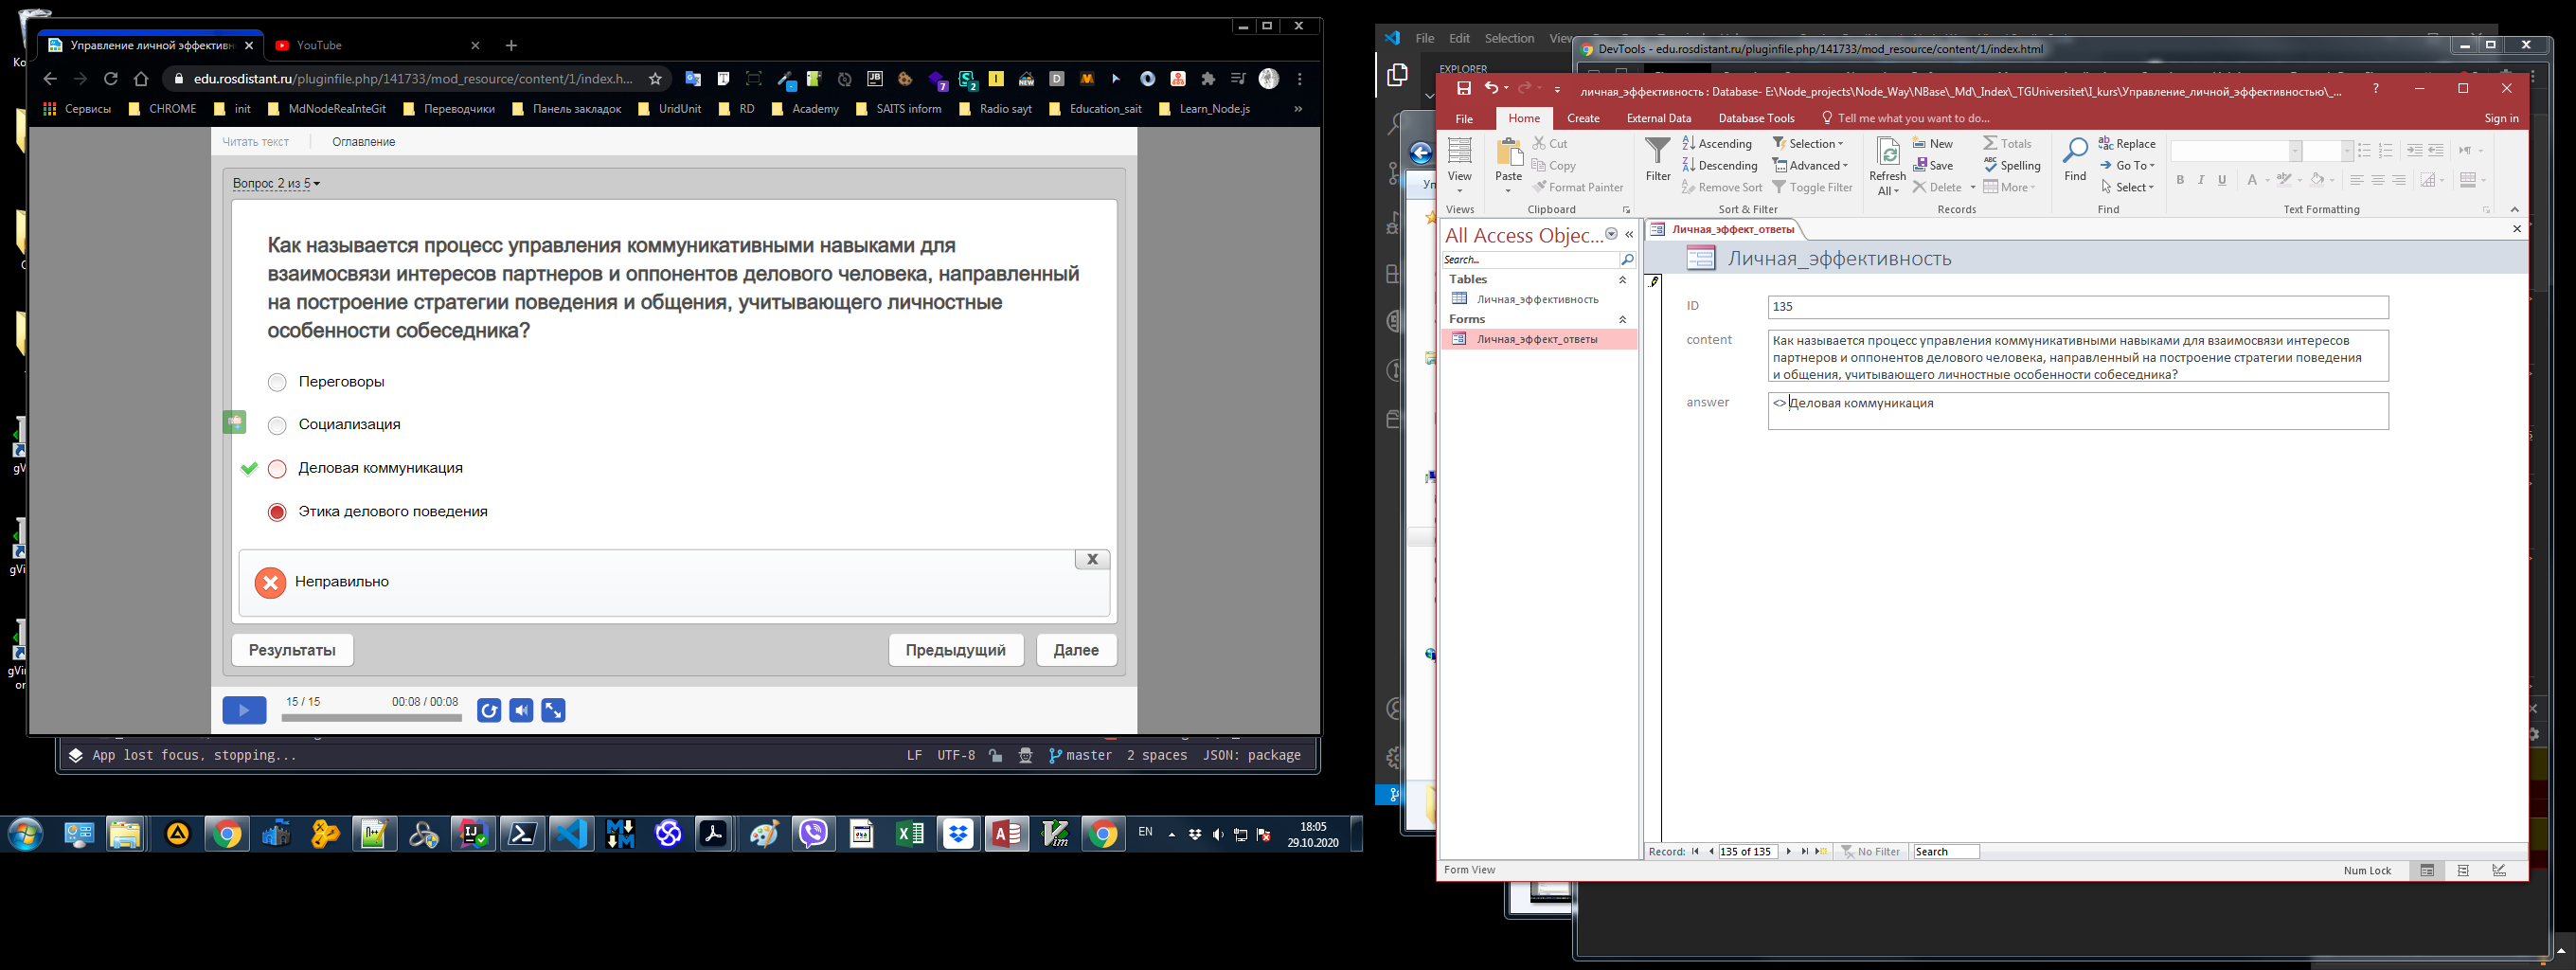 Управление личной эффективн
YouTube
edu.rosdistant.ru/pluginfile.php/141733/mod_resource/content/1/index.h...
Сервисы
CHROME
init
MdNodeReaInteGit
Переводчики
Панель закладок
UridUnit
RD
Academy
SAITS inform
Radio sayt
Education_sait
Learn_Node.js
»
Читать текст
Оглавление
Вопрос 2 из 5
Как называется процесс управления коммуникативными навыками для
взаимосвязи интересов партнеров и оппонентов делового человека, направленный
на построение стратегии поведения и общения, учитывающего личностные
особенности собеседника?
Переговоры
Социализация
Деловая коммуникация
Этика делового поведения
X
Неправильно
Результаты
Предыдущий
Далее
15 / 15
00:08 / 00:08
App lost focus, stopping...
LF
UTF-8
master
2 spaces
JSON: package
EN
18:05
29.10.2020
File
Edit
Selection
EXPLORER
DevTools - edu.rosdistant.ru/pluginfile.php/141733/mod_resource/content/1/index.html
личная_эффективность : Database- E:\Node_projects\Node_Way\NBase\_Md\_Index\_TGUniversitet\I_kurs\Управление_личной_эффективностью\_...
File
Home
Create
External Data
Database Tools
Tell me what you want to do...
Sign in
View
Paste
Cut
Copy
Format Painter
Filter
Ascending
Descending
Remove Sort
Selection
Advanced
Toggle Filter
Refresh
All
New
Save
Delete
Totals
Spelling
More
Find
Replace
Go To
Select
B I U
Views
Clipboard
Sort & Filter
Records
Find
Text Formatting
All Access Objec...
Search...
Tables
Личная_эффективность
Forms
Личная_эффект_ответы
Личная_эффект_ответы
Личная_эффективность
ID
135
content
Как называется процесс управления коммуникативными навыками для взаимосвязи интересов
партнеров и оппонентов делового человека, направленный на построение стратегии поведения
и общения, учитывающего личностные особенности собеседника?
answer
<> Деловая коммуникация
Record:
135 of 135
No Filter
Search
Form View
Num Lock